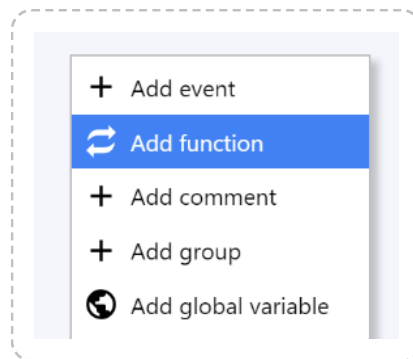 Add event
Add function
Add comment
Add group
Add global variable